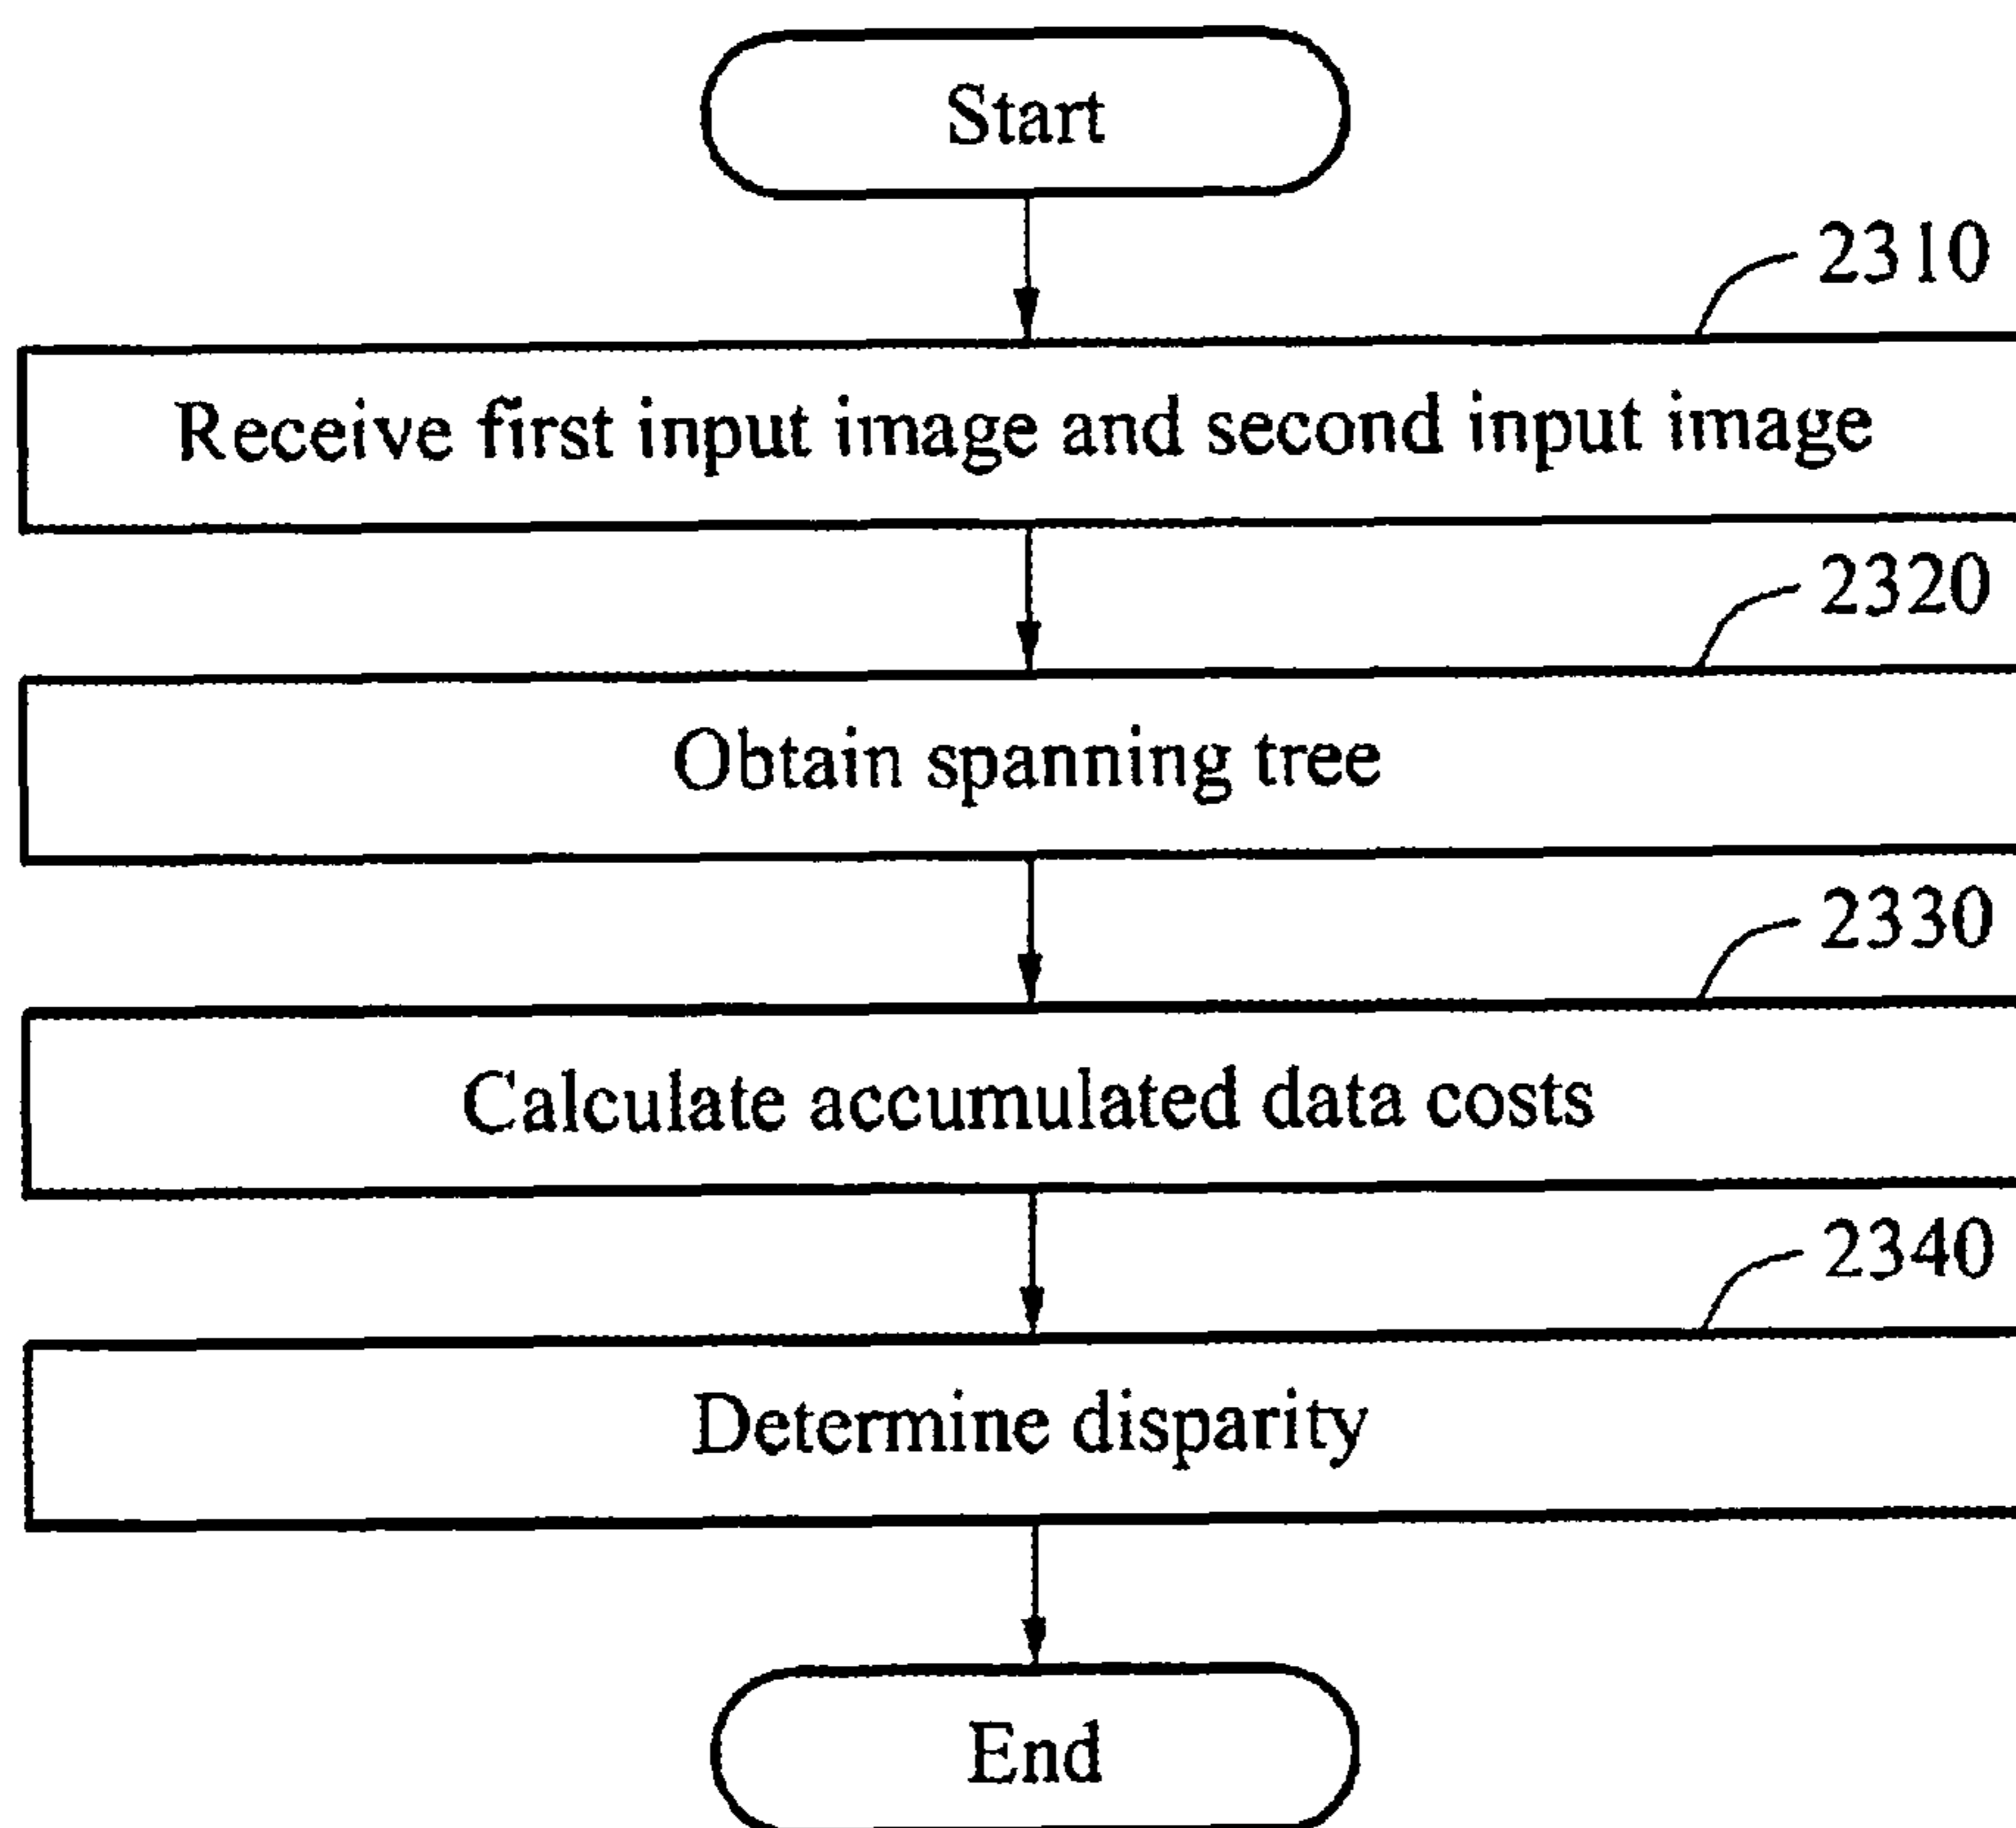 Start
2310
Receive first input image and second input image
2320
Obtain spanning tree
2330
Calculate accumulated data costs
2340
Determine disparity
End